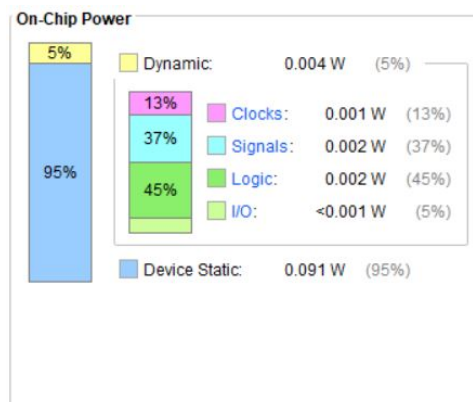 On-Chip Power
5%
95%
Dynamic: 0.004 W (5%)
13%
37%
45%
Clocks: 0.001 W (13%)
Signals: 0.002 W (37%)
Logic: 0.002 W (45%)
I/O: <0.001 W (5%)
Device Static: 0.091 W (95%)